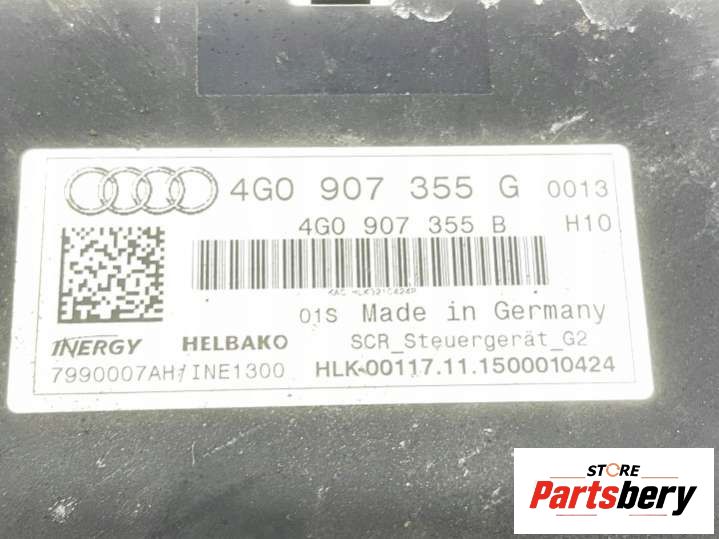 4G0 907 355 G 0013
4G0 907 355 B H10
01S Made in Germany
INERGY HELBAKO SCR_Steuergerät_G2
7990007AH/INE1300 HLK-00117.11.1500010424
STORE
Partsbery